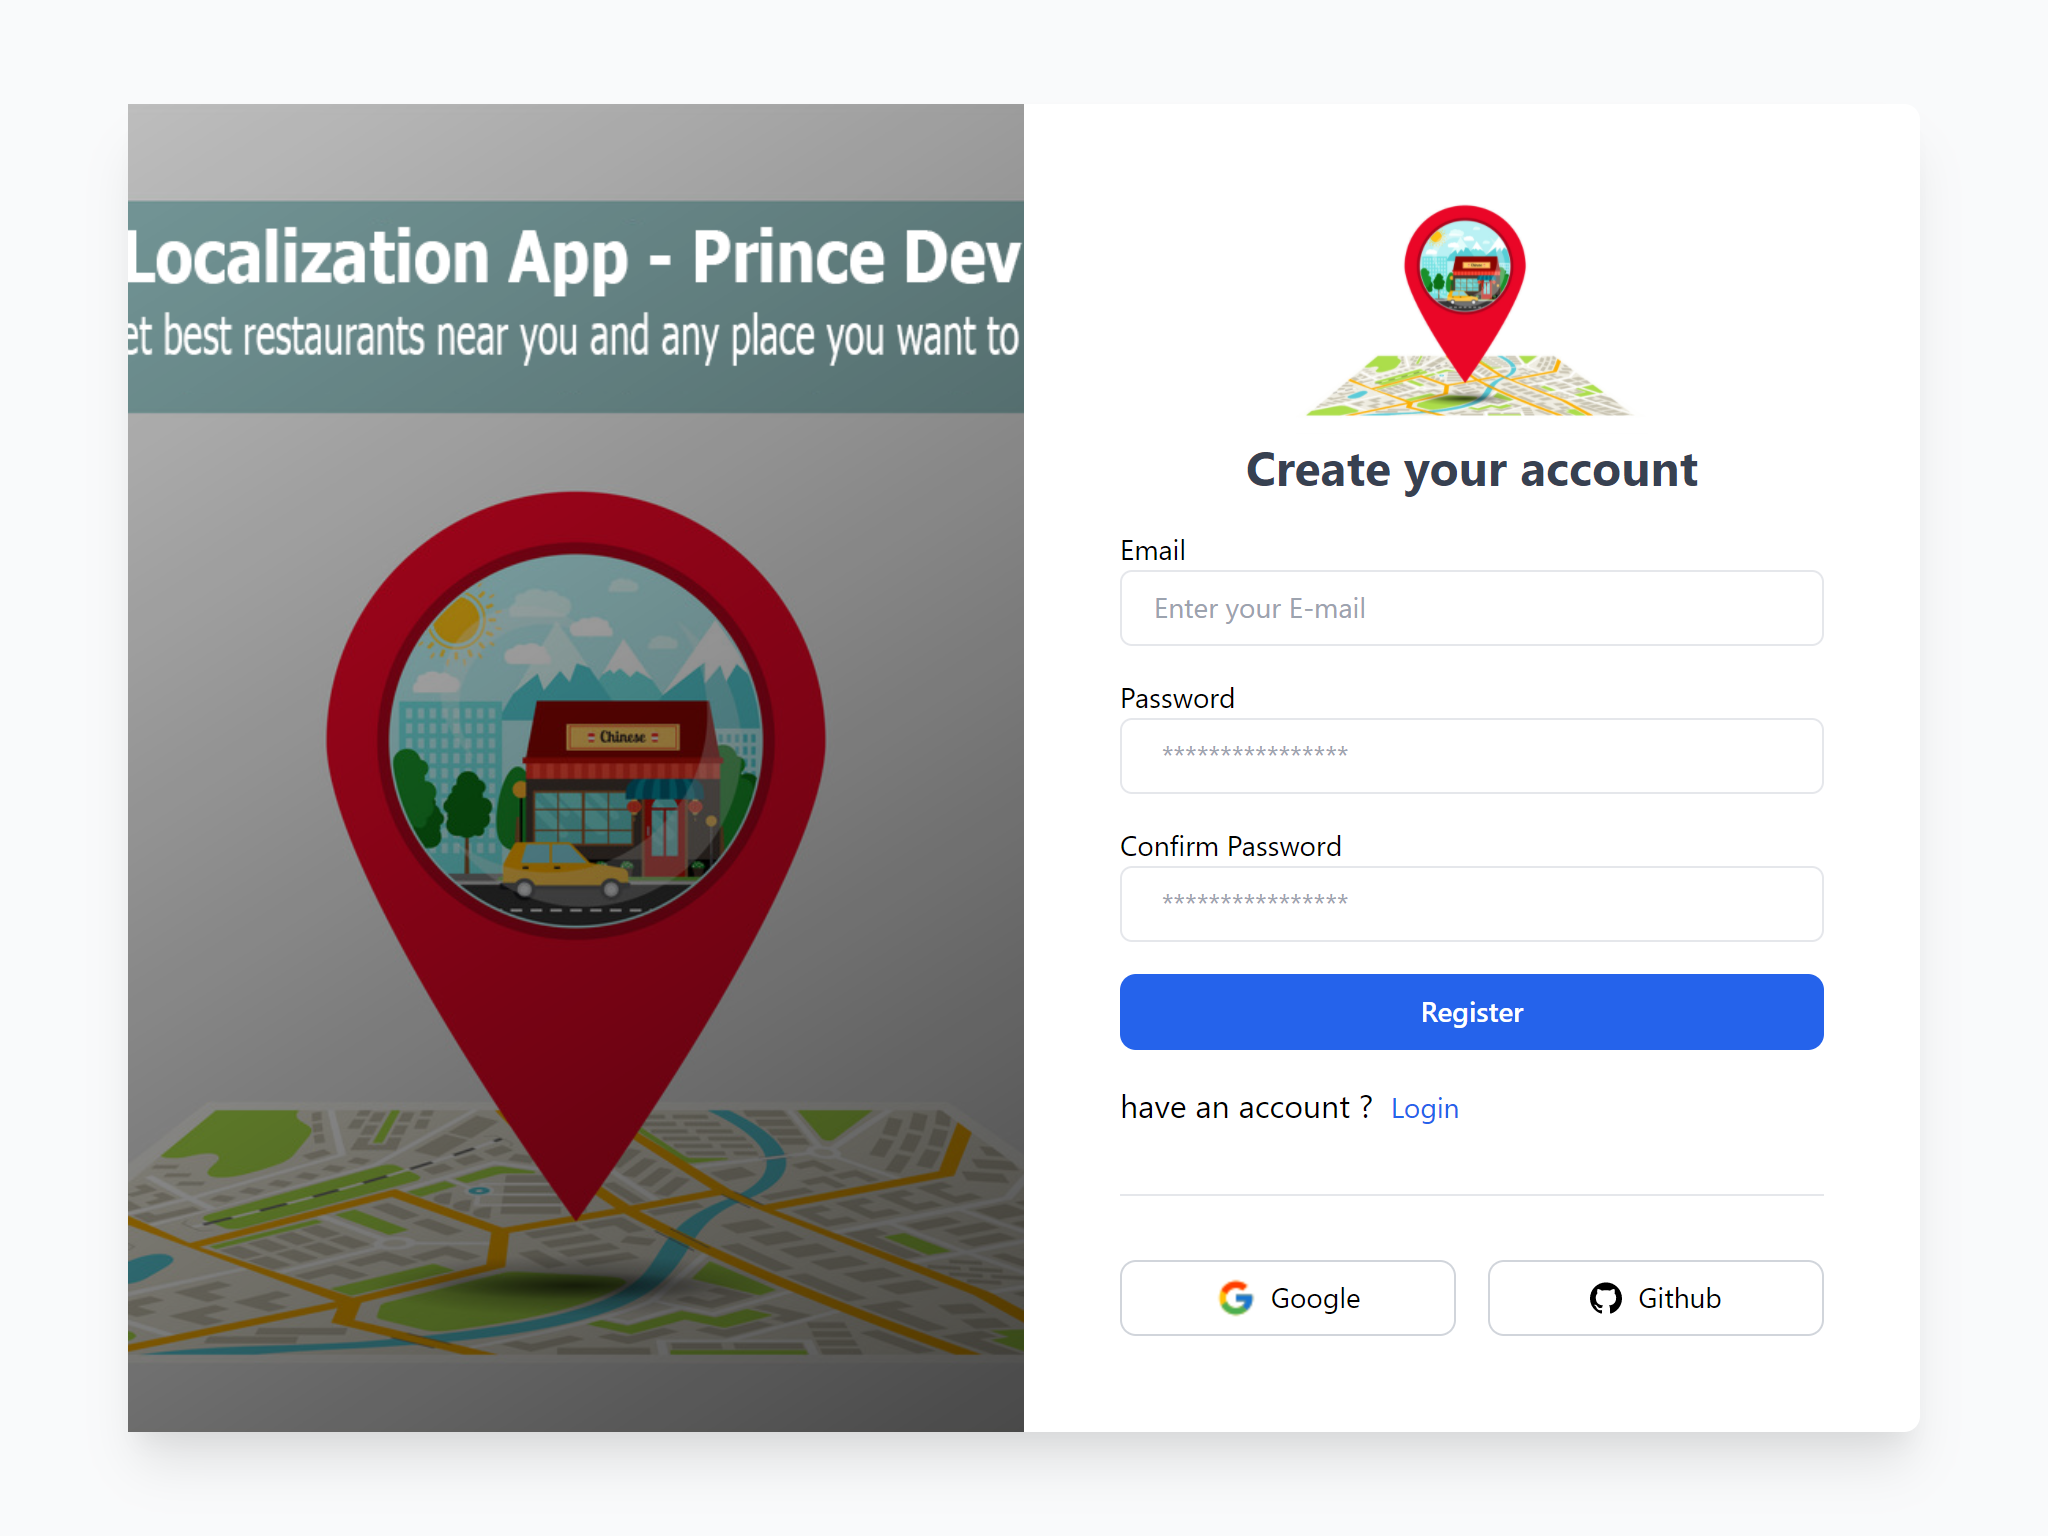 Localization App - Prince Dev
et best restaurants near you and any place you want to
Chinese
Create your account
Email
Enter your E-mail
Password
****************
Confirm Password
****************
Register
have an account ? Login
Google
Github